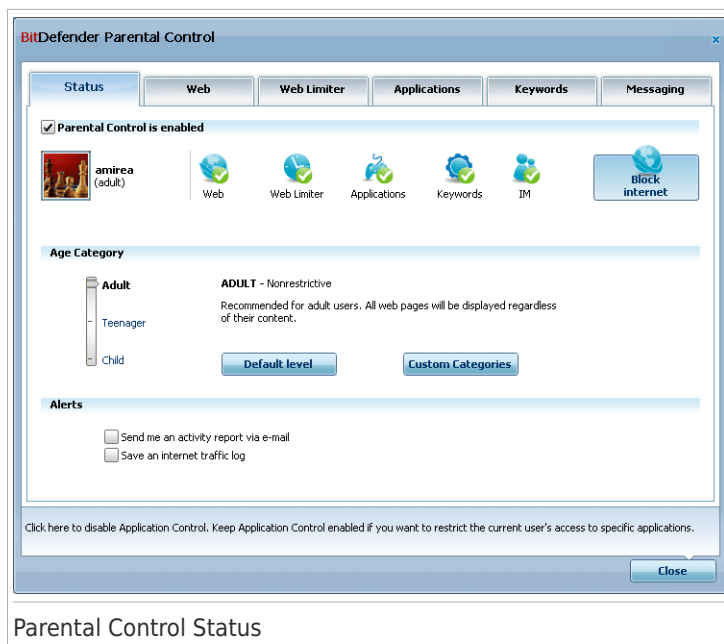 BitDefender Parental Control
Status Web Web Limiter Applications Keywords Messaging
Parental Control is enabled
amirea
(adult)
Web Web Limiter Applications Keywords IM
Block
internet
Age Category
Adult
Teenager
Child
ADULT - Nonrestrictive
Recommended for adult users. All web pages will be displayed regardless
of their content.
Default level Custom Categories
Alerts
Send me an activity report via e-mail
Save an internet traffic log
Click here to disable Application Control. Keep Application Control enabled if you want to restrict the current user's access to specific applications.
Close
Parental Control Status